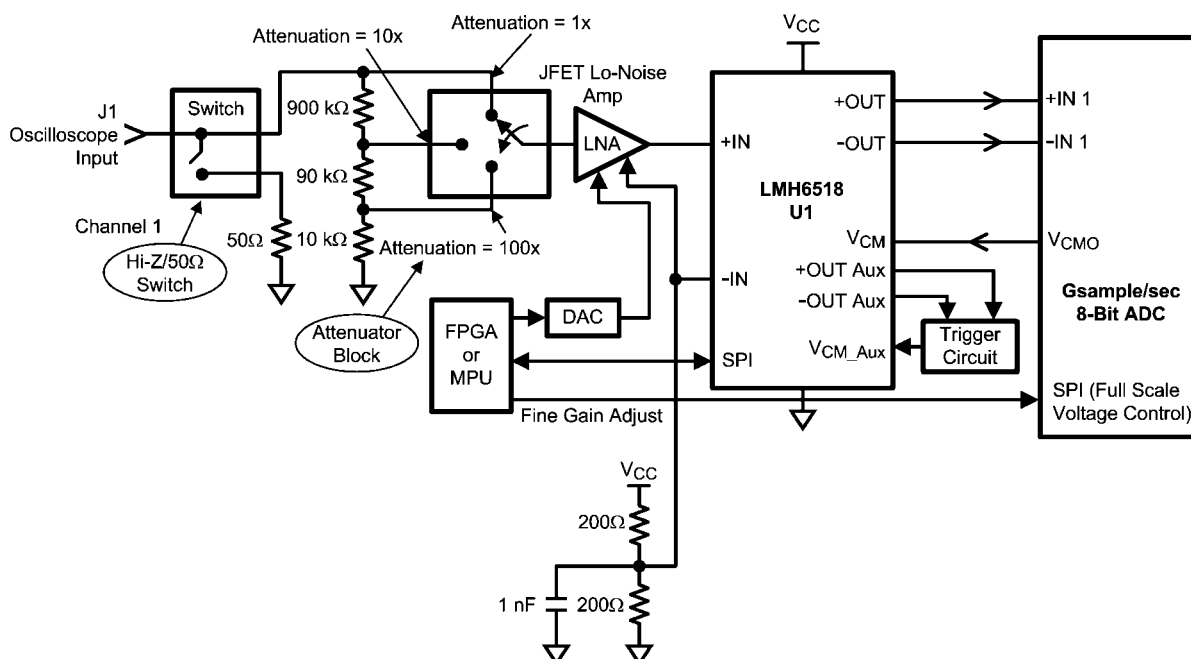 Attenuation = 1x
Attenuation = 10x
VCC
J1
Oscilloscope
Input
Switch
900 kΩ
JFET Lo-Noise
Amp
LNA
+IN
+OUT
−OUT
+IN 1
−IN 1
90 kΩ
LMH6518
U1
Channel 1
50Ω
10 kΩ
Attenuation = 100x
Hi-Z/50Ω
Switch
Attenuator
Block
VCM
VCMO
+OUT Aux
−OUT Aux
-IN
Gsample/sec
8-Bit ADC
FPGA
or
MPU
DAC
Trigger
Circuit
VCM_Aux
SPI
Fine Gain Adjust
SPI (Full Scale
Voltage Control)
VCC
200Ω
1 nF
200Ω